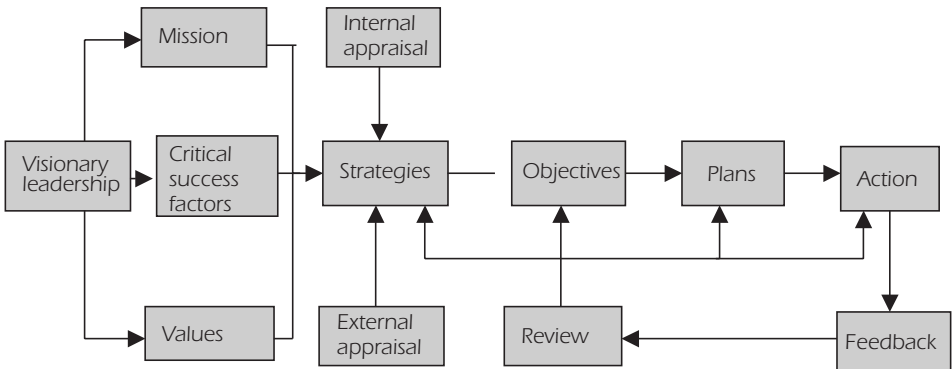 Mission
Internal
appraisal
Visionary
leadership
Critical
success
factors
Strategies
Objectives
Plans
Action
Values
External
appraisal
Review
Feedback